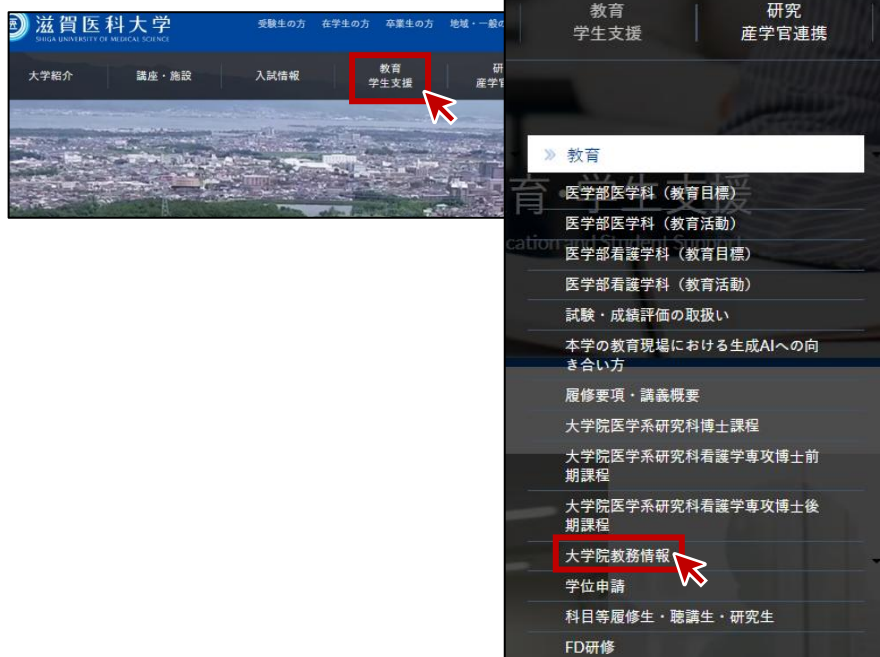 滋賀医科大学
SHIGA UNIVERSITY OF MEDICAL SCIENCE
受験生の方 在学生の方 卒業生の方 地域・一般の
大学紹介
講座・施設
入試情報
教育
学生支援
研
産学官
教育
学生支援
研究
産学官連携
教育
育・学生支援
cation and Student Support
医学部医学科（教育目標）
医学部医学科（教育活動）
医学部看護学科（教育目標）
医学部看護学科（教育活動）
試験・成績評価の取扱い
本学の教育現場における生成AIへの向
き合い方
履修要項・講義概要
大学院医学系研究科博士課程
大学院医学系研究科看護学専攻博士前
期課程
大学院医学系研究科看護学専攻博士後
期課程
大学院教務情報
学位申請
科目等履修生・聴講生・研究生
FD研修